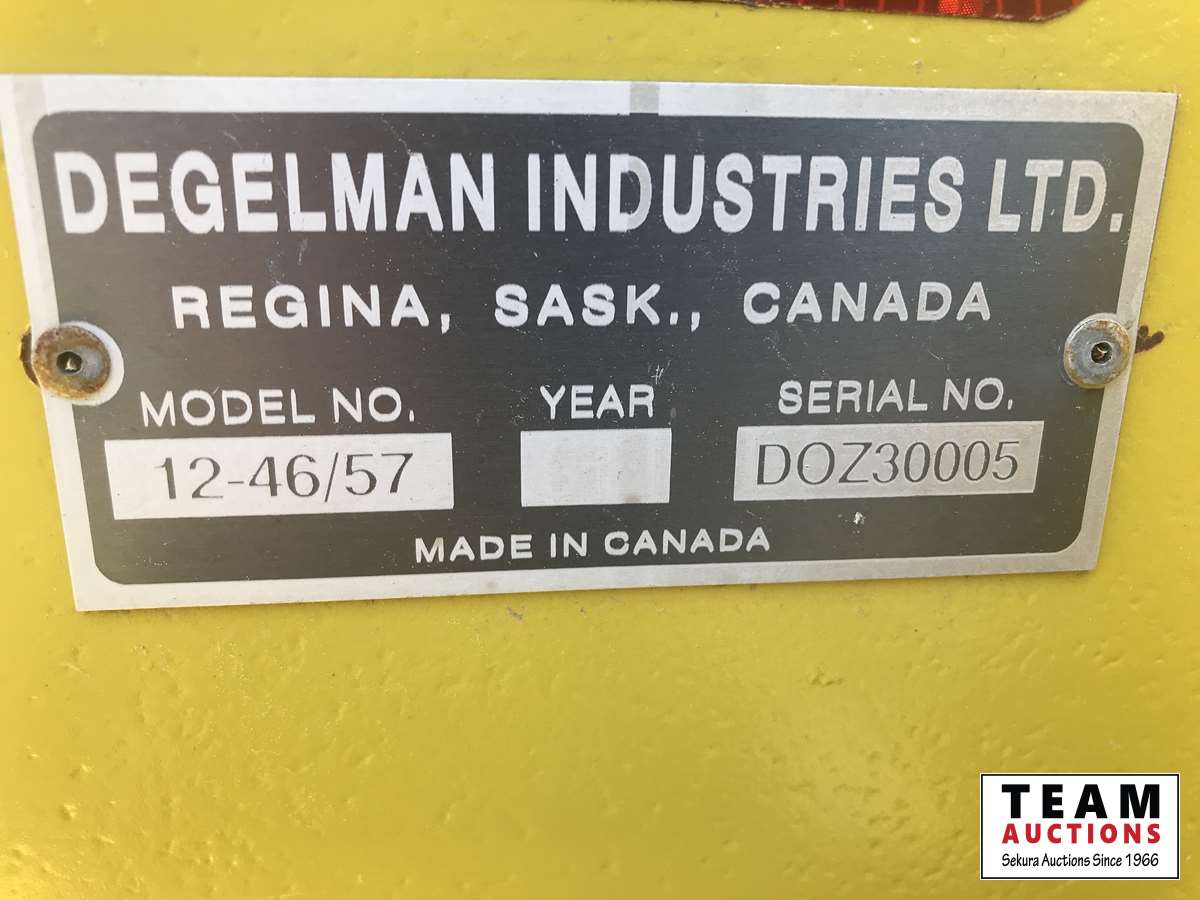 DEGELMAN INDUSTRIES LTD.
REGINA, SASK., CANADA
MODEL NO. YEAR SERIAL NO.
12-46/57 DOZ30005
MADE IN CANADA
TEAM
AUCTIONS
Sekura Auctions Since 1966